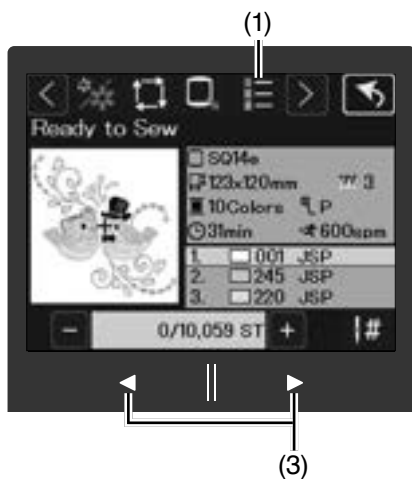 (1)
Ready to Sew
SQ14a
123x120mm 3
10Colors P
31min 600spm
1. 001 JSP
2. 245 JSP
3. 220 JSP
- 0/10,059 ST + #
(3)